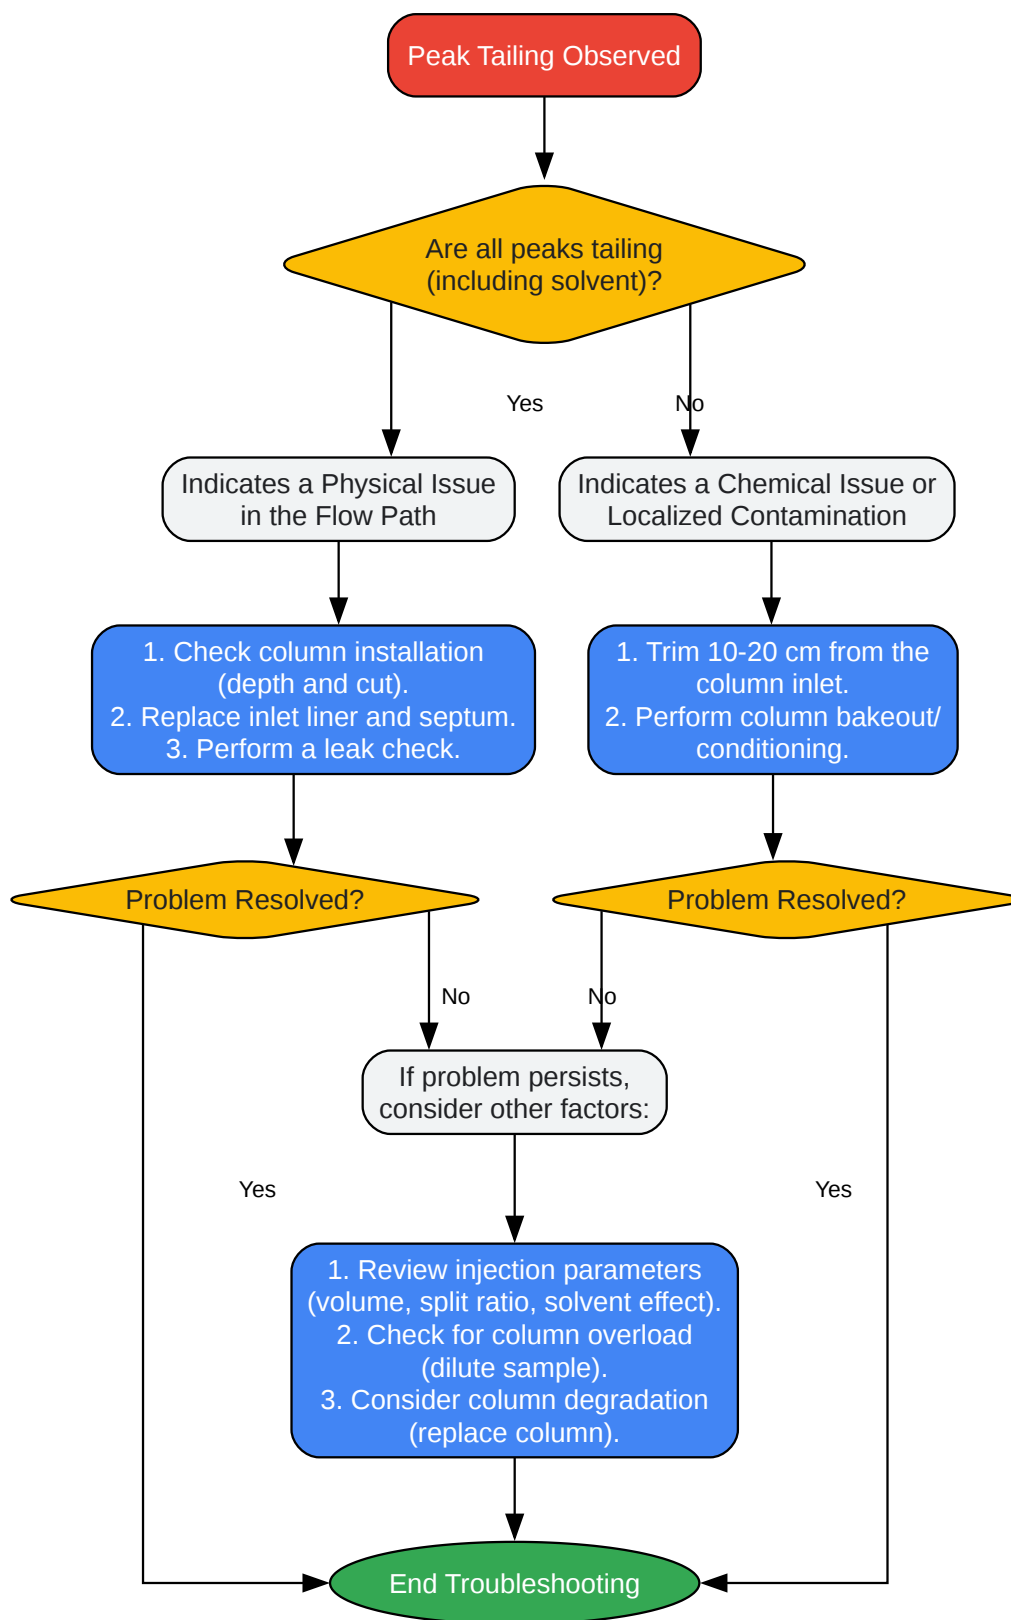 Peak Tailing Observed
Are all peaks tailing
(including solvent)?
Yes
No
Indicates a Physical Issue
in the Flow Path
Indicates a Chemical Issue or
Localized Contamination
1. Check column installation
(depth and cut).
2. Replace inlet liner and septum.
3. Perform a leak check.
1. Trim 10-20 cm from the
column inlet.
2. Perform column bakeout/
conditioning.
Problem Resolved?
Problem Resolved?
No
No
If problem persists,
consider other factors:
Yes
Yes
1. Review injection parameters
(volume, split ratio, solvent effect).
2. Check for column overload
(dilute sample).
3. Consider column degradation
(replace column).
End Troubleshooting